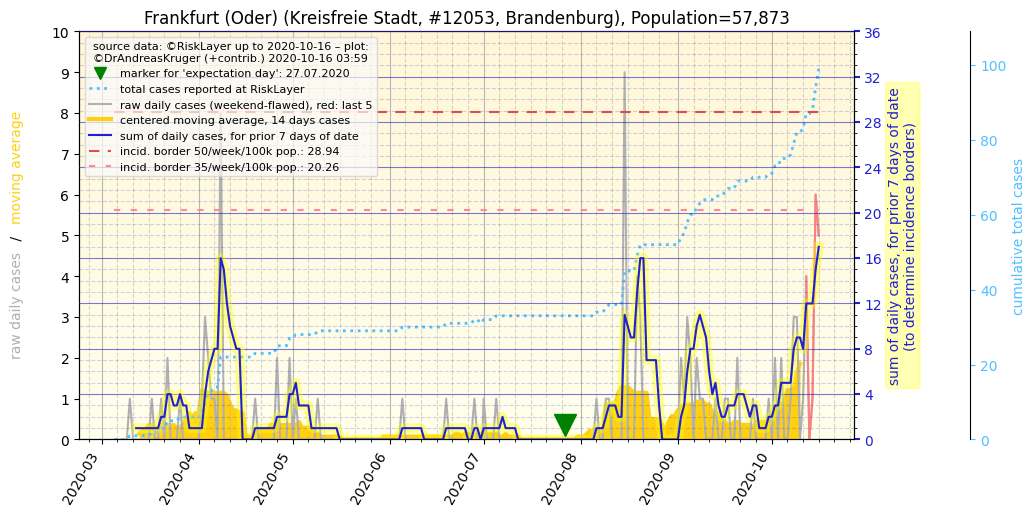 Frankfurt (Oder) (Kreisfreie Stadt, #12053, Brandenburg), Population=57,873
source data: ©RiskLayer up to 2020-10-16 – plot:
©DrAndreasKruger (+contrib.) 2020-10-16 03:59
marker for 'expectation day': 27.07.2020
total cases reported at RiskLayer
raw daily cases (weekend-flawed), red: last 5
centered moving average, 14 days cases
sum of daily cases, for prior 7 days of date
incid. border 50/week/100k pop.: 28.94
incid. border 35/week/100k pop.: 20.26
raw daily cases / moving average
10
9
8
7
6
5
4
3
2
1
0
2020-03
2020-04
2020-05
2020-06
2020-07
2020-08
2020-09
2020-10
36
32
28
24
20
16
12
8
4
0
sum of daily cases, for prior 7 days of date
(to determine incidence borders)
100
80
60
40
20
0
cumulative total cases